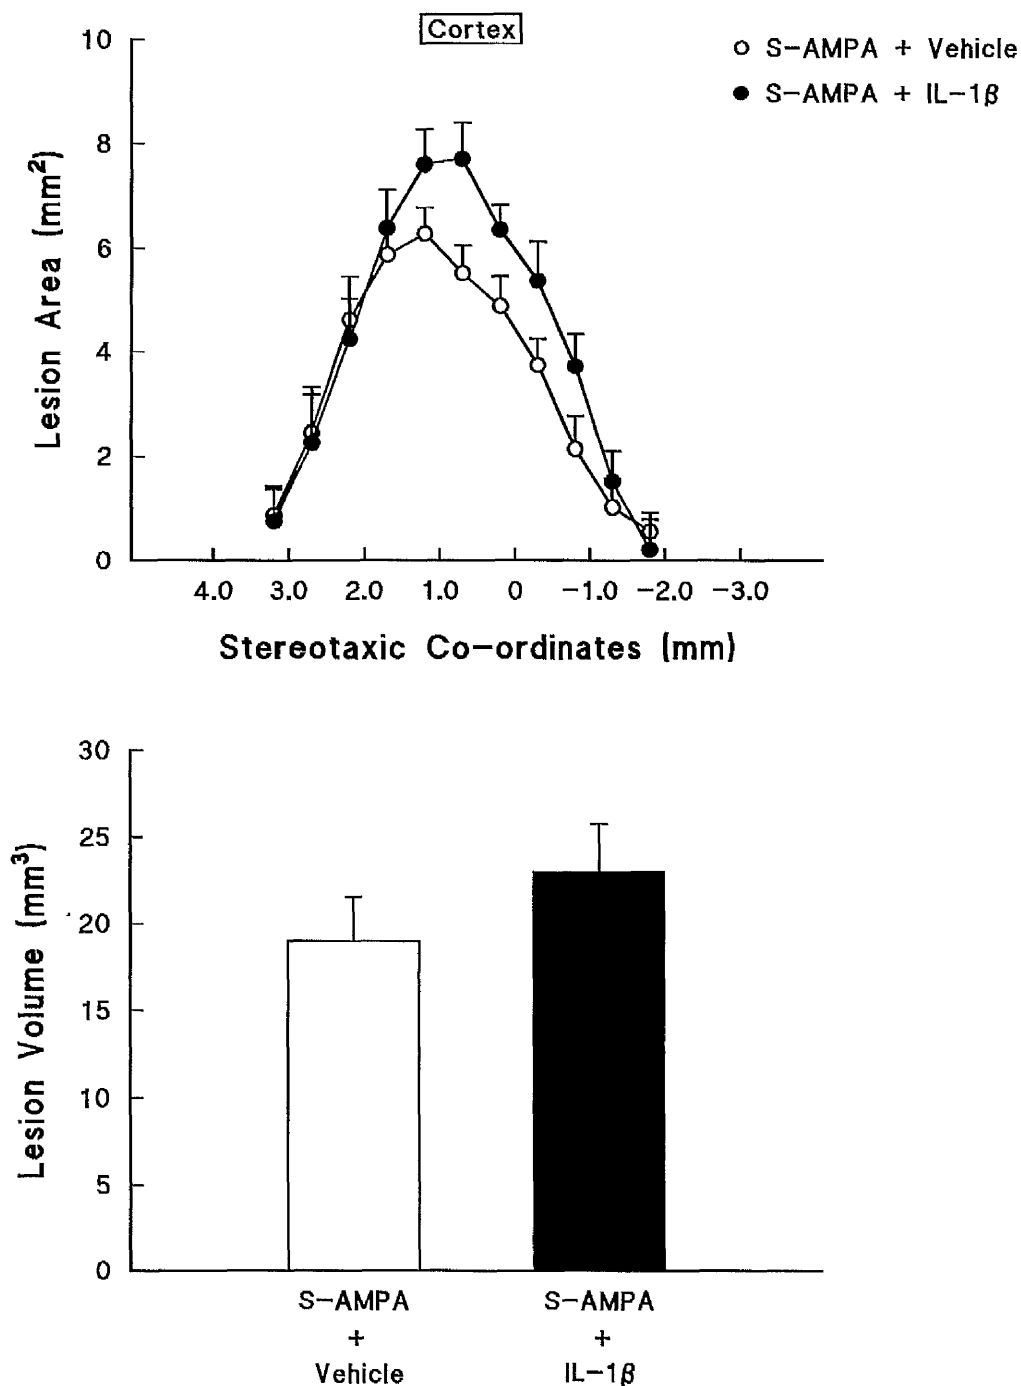 Cortex
S-AMPA + Vehicle
S-AMPA + IL-1β
10
8
6
4
2
0
Lesion Area (mm²)
4.0 3.0 2.0 1.0 0 -1.0 -2.0 -3.0
Stereotaxic Co-ordinates (mm)
30
25
20
15
10
5
0
Lesion Volume (mm³)
S-AMPA S-AMPA
+ +
Vehicle IL-1β